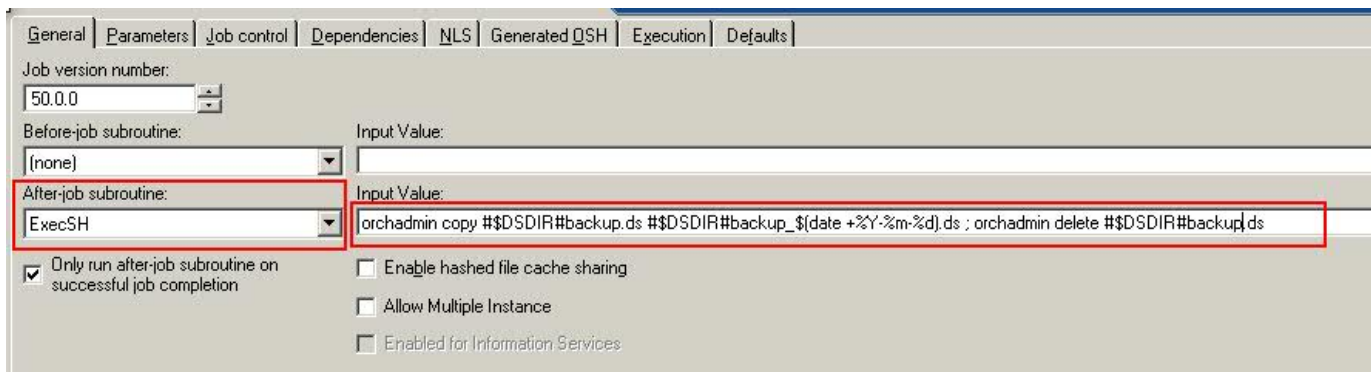 General Parameters Job control Dependencies NLS Generated OSH Execution Defaults
Job version number:
50.0.0
Before-job subroutine: Input Value:
(none)
After-job subroutine: Input Value:
ExecSH orchadmin copy #$DSDIR#backup.ds #$DSDIR#backup_$(date +%Y-%m-%d).ds ; orchadmin delete #$DSDIR#backup.ds
Only run after-job subroutine on Enable hashed file cache sharing
successful job completion
Allow Multiple Instance
Enabled for Information Services